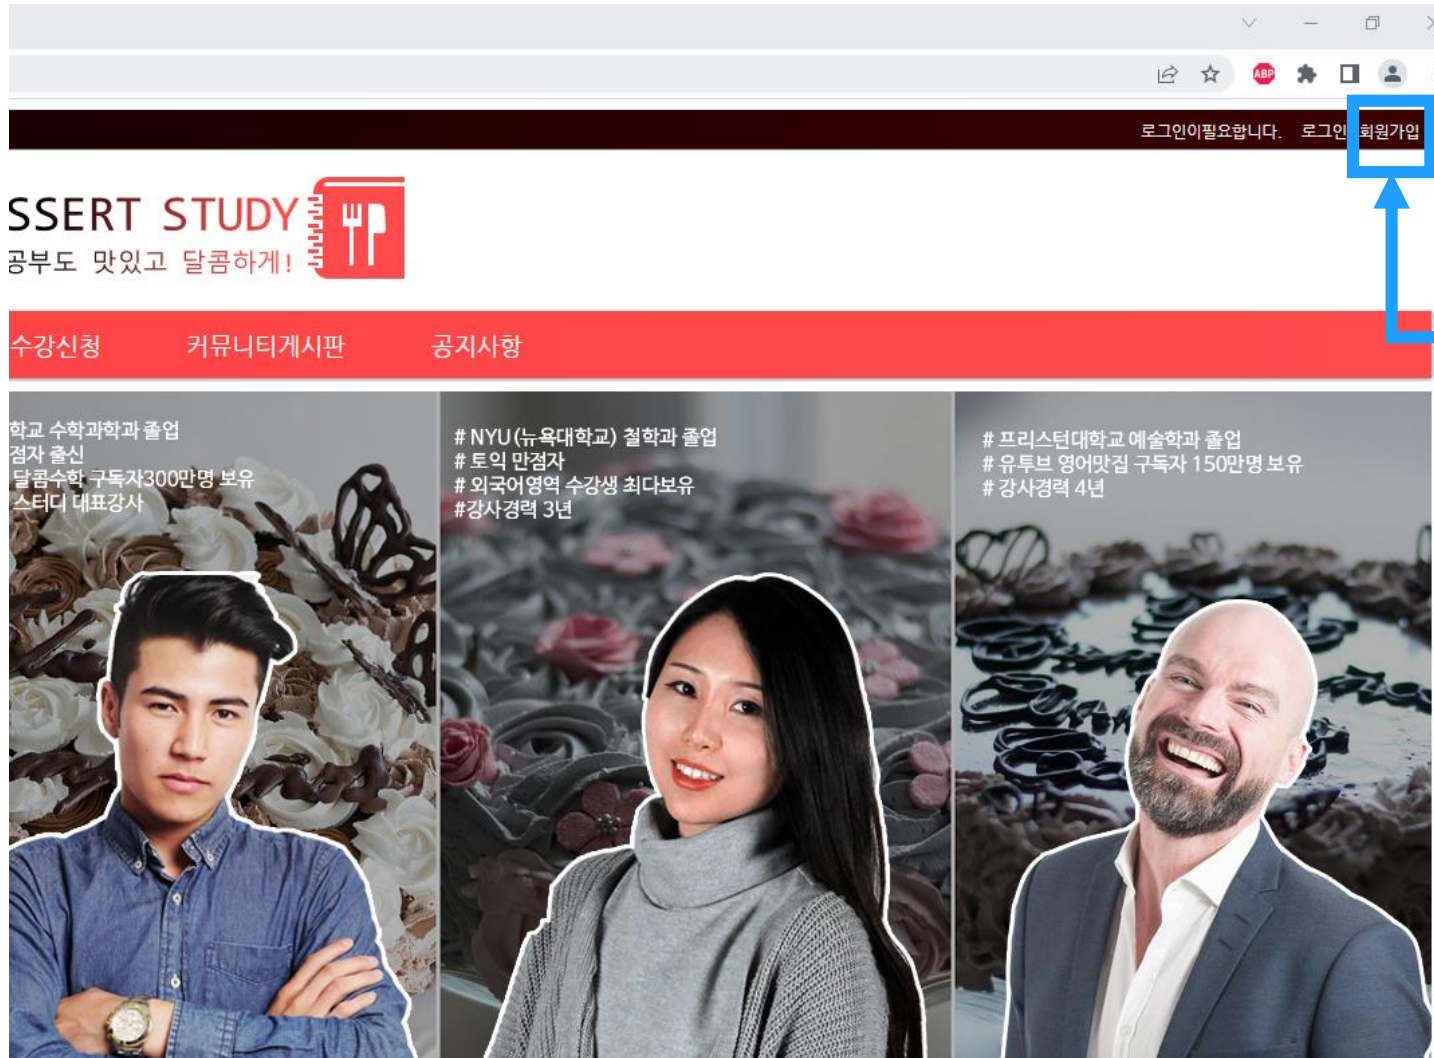 ABP
로그인이필요합니다. 로그인 회원가입
SSERT STUDY
공부도 맛있고 달콤하게!
수강신청 커뮤니티게시판 공지사항
학교 수학과학과 졸업
점자 출신
달콤수학 구독자300만명 보유
스터디 대표강사
# NYU(뉴욕대학교) 철학과 졸업
# 토익 만점자
# 외국어영역 수강생 최다보유
#강사경력 3년
# 프리스턴대학교 예술학과 졸업
# 유투브 영어맛집 구독자 150만명 보유
# 강사경력 4년